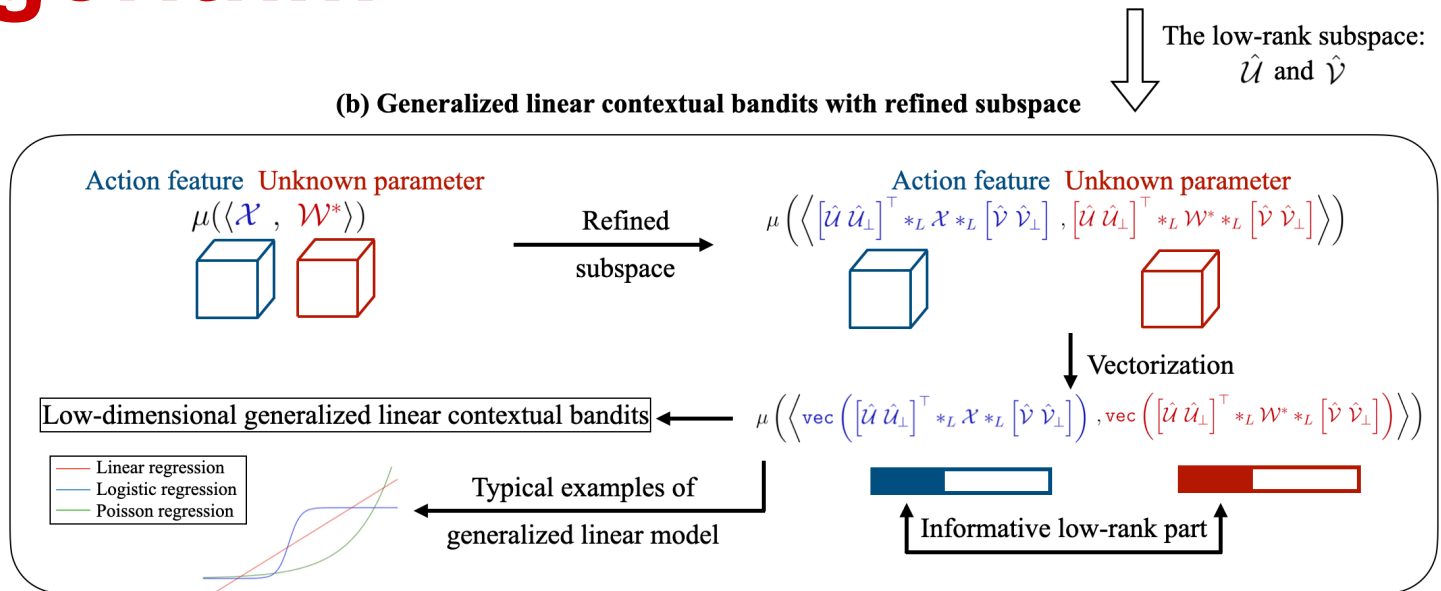 The low-rank subspace:
𝒰̂ and 𝒱̂
(b) Generalized linear contextual bandits with refined subspace
Action feature Unknown parameter
μ(⟨𝒳 , 𝒲*⟩)
Refined
subspace
Action feature Unknown parameter
μ(⟨[𝒰̂ 𝒰̂⊥]⊤ *L 𝒳 *L [𝒱̂ 𝒱̂⊥] , [𝒰̂ 𝒰̂⊥]⊤ *L 𝒲* *L [𝒱̂ 𝒱̂⊥]⟩)
Vectorization
Low-dimensional generalized linear contextual bandits
μ(⟨vec([𝒰̂ 𝒰̂⊥]⊤ *L 𝒳 *L [𝒱̂ 𝒱̂⊥]) ,vec([𝒰̂ 𝒰̂⊥]⊤ *L 𝒲* *L [𝒱̂ 𝒱̂⊥])⟩)
Linear regression
Logistic regression
Poisson regression
Typical examples of
generalized linear model
Informative low-rank part